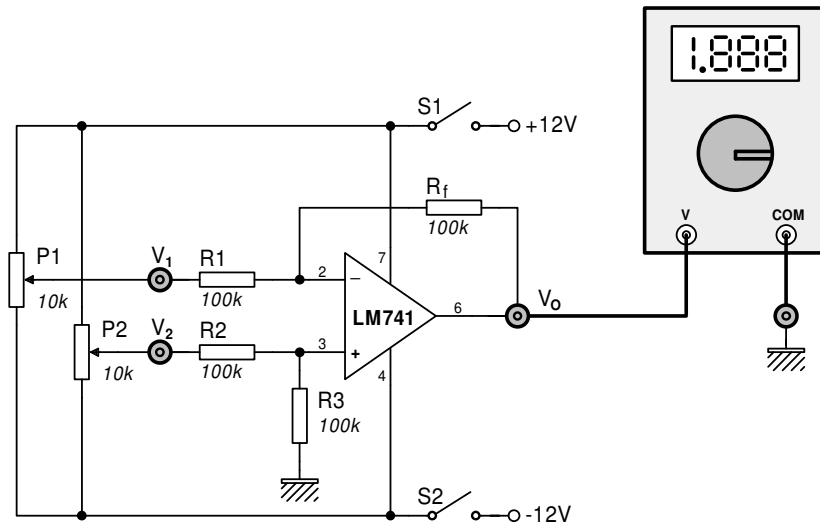 1.888
S1
+12V
Rf
100k
V
COM
P1
10k
V1
R1
100k
2
–
7
6
LM741
VO
P2
10k
V2
R2
100k
3
+
4
R3
100k
S2
-12V